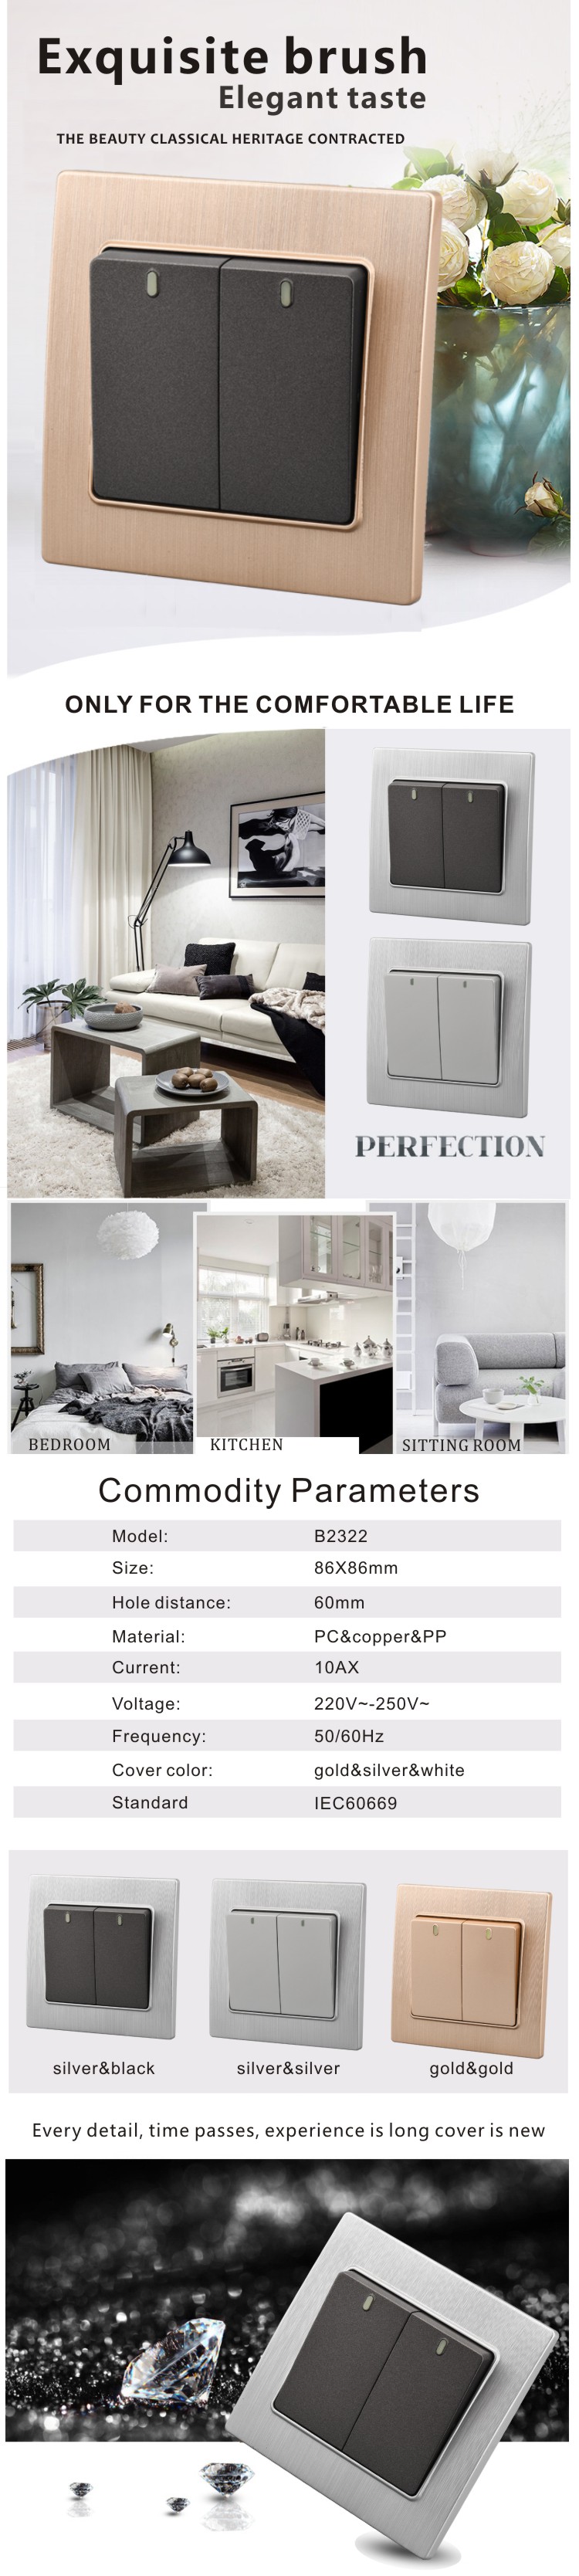 Exquisite brush
Elegant taste
THE BEAUTY CLASSICAL HERITAGE CONTRACTED
ONLY FOR THE COMFORTABLE LIFE
PERFECTION
BEDROOM
KITCHEN
SITTING ROOM
Commodity Parameters
Model: B2322
Size: 86X86mm
Hole distance: 60mm
Material: PC&copper&PP
Current: 10AX
Voltage: 220V~-250V~
Frequency: 50/60Hz
Cover color: gold&silver&white
Standard IEC60669
silver&black silver&silver gold&gold
Every detail, time passes, experience is long cover is new